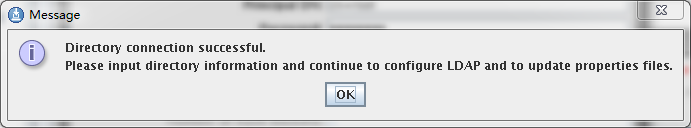 Message
Directory connection successful.
Please input directory information and continue to configure LDAP and to update properties files.
OK